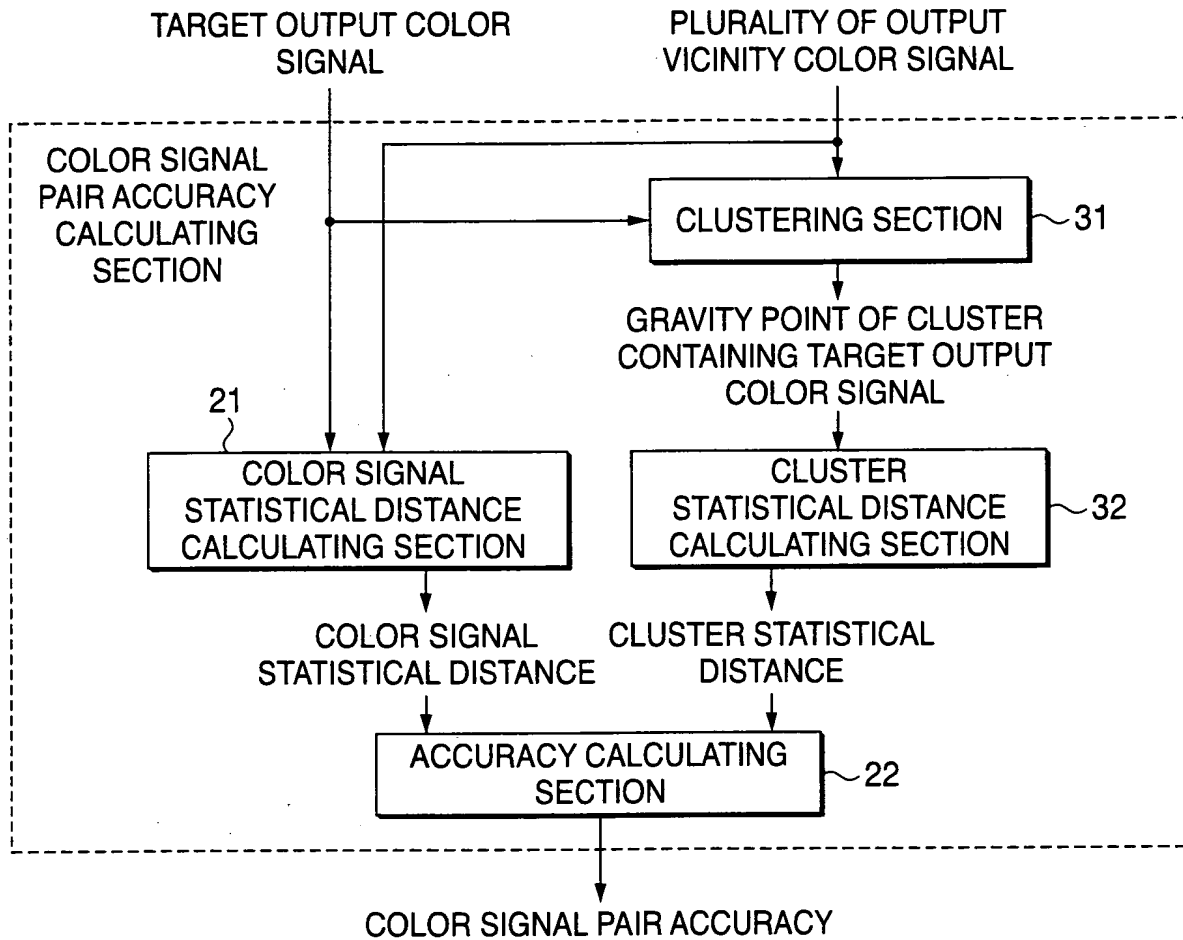 TARGET OUTPUT COLOR
SIGNAL
PLURALITY OF OUTPUT
VICINITY COLOR SIGNAL
COLOR SIGNAL
PAIR ACCURACY
CALCULATING
SECTION
CLUSTERING SECTION
31
GRAVITY POINT OF CLUSTER
CONTAINING TARGET OUTPUT
COLOR SIGNAL
21
COLOR SIGNAL
STATISTICAL DISTANCE
CALCULATING SECTION
CLUSTER
STATISTICAL DISTANCE
CALCULATING SECTION
32
COLOR SIGNAL
STATISTICAL DISTANCE
CLUSTER STATISTICAL
DISTANCE
ACCURACY CALCULATING
SECTION
22
COLOR SIGNAL PAIR ACCURACY